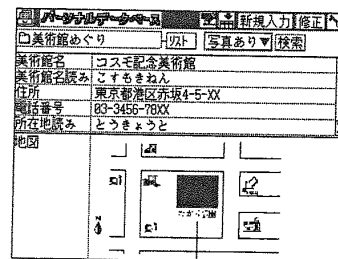 パーソナルデータベース 新規入力 修正
美術館めぐり リスト 写真あり▼ 検索
美術館名 コスモ記念美術館
美術館名読み こすもきねん
住所 東京都港区赤坂4-5-XX
電話番号 03-3456-78XX
所在地読み とうきょうと
地図